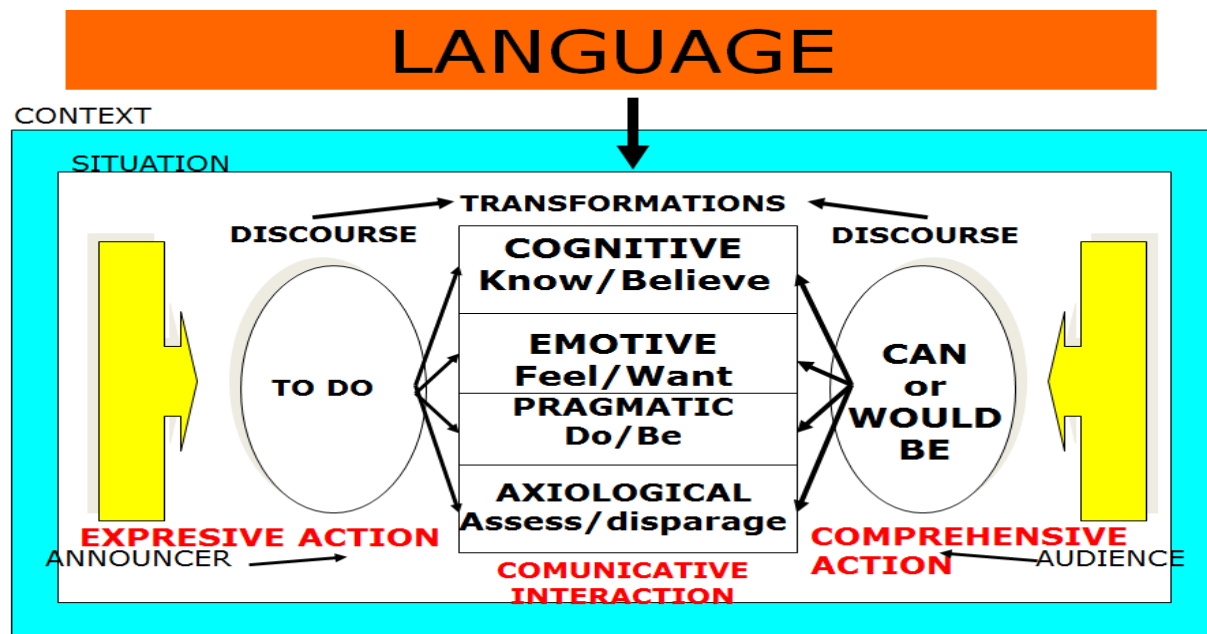 LANGUAGE
CONTEXT
SITUATION
TRANSFORMATIONS
DISCOURSE
DISCOURSE
COGNITIVE
Know/Believe
EMOTIVE
Feel/Want
PRAGMATIC
Do/Be
AXIOLOGICAL
Assess/disparage
TO DO
CAN
or
WOULD
BE
EXPRESIVE ACTION
ANNOUNCER
COMUNICATIVE
INTERACTION
COMPREHENSIVE
ACTION
AUDIENCE